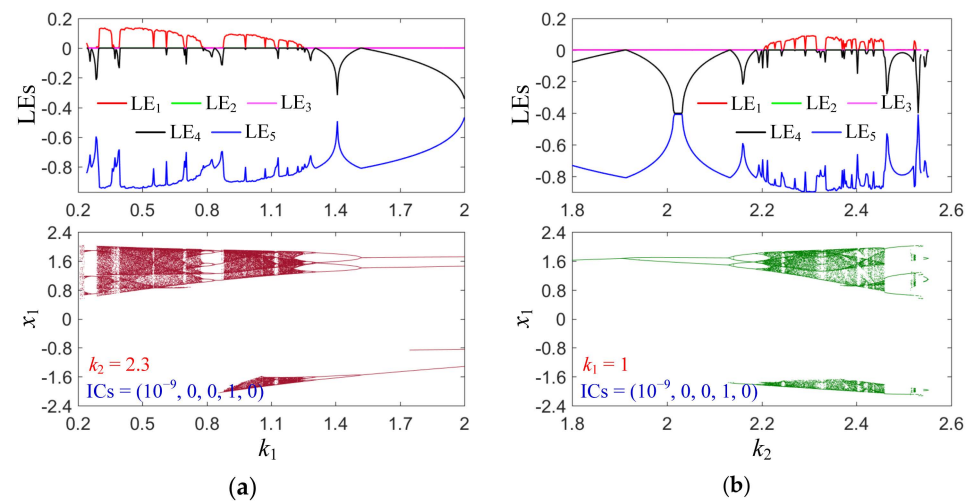 0.2
0
-0.2
-0.4
-0.6
-0.8
LEs
LE1 LE2 LE3
LE4 LE5
0.2 0.5 0.8 1.1 1.4 1.7 2
2.4
1.6
0.8
0
-0.8
-1.6
-2.4
x1
k2 = 2.3
ICs = (10−9, 0, 0, 1, 0)
0.2 0.5 0.8 1.1 1.4 1.7 2
k1
(a)
0.2
0
-0.2
-0.4
-0.6
-0.8
LEs
LE1 LE2 LE3
LE4 LE5
1.8 2 2.2 2.4 2.6
2.4
1.6
0.8
0
-0.8
-1.6
-2.4
x1
k1 = 1
ICs = (10−9, 0, 0, 1, 0)
1.8 2 2.2 2.4 2.6
k2
(b)